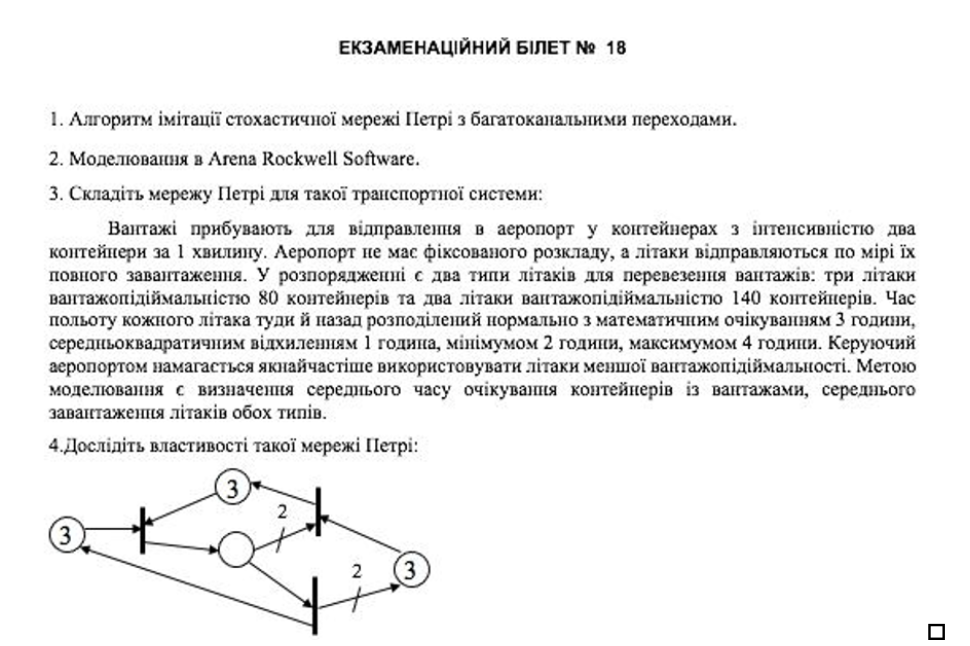 ЕКЗАМЕНАЦІЙНИЙ БІЛЕТ № 18
1. Алгоритм імітації стохастичної мережі Петрі з багатоканальними переходами.
2. Моделювання в Arena Rockwell Software.
3. Складіть мережу Петрі для такої транспортної системи:
Вантажі прибувають для відправлення в аеропорт у контейнерах з інтенсивністю два
контейнери за 1 хвилину. Аеропорт не має фіксованого розкладу, а літаки відправляються по мірі їх
повного завантаження. У розпорядженні є два типи літаків для перевезення вантажів: три літаки
вантажопідіймальністю 80 контейнерів та два літаки вантажопідіймальністю 140 контейнерів. Час
польоту кожного літака туди й назад розподілений нормально з математичним очікуванням 3 години,
середньоквадратичним відхиленням 1 година, мінімумом 2 години, максимумом 4 години. Керуючий
аеропортом намагається якнайчастіше використовувати літаки меншої вантажопідіймальності. Метою
моделювання є визначення середнього часу очікування контейнерів із вантажами, середнього
завантаження літаків обох типів.
4.Дослідіть властивості такої мережі Петрі:
3
2
3
2
3